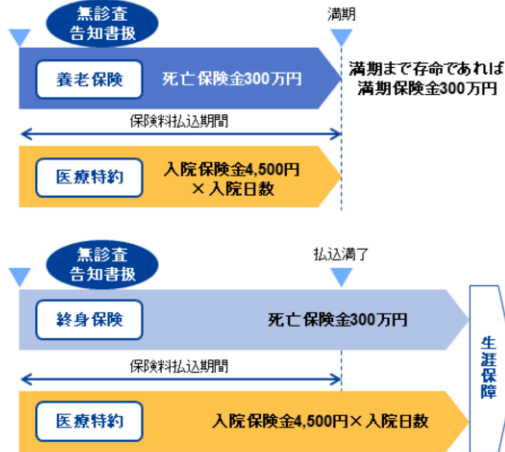 無診査
告知書扱
満期
養老保険
死亡保険金300万円
満期まで存命であれば
満期保険金300万円
保険料払込期間
医療特約
入院保険金4,500円
×入院日数
無診査
告知書扱
払込満了
終身保険
死亡保険金300万円
生涯保障
保険料払込期間
医療特約
入院保険金4,500円×入院日数